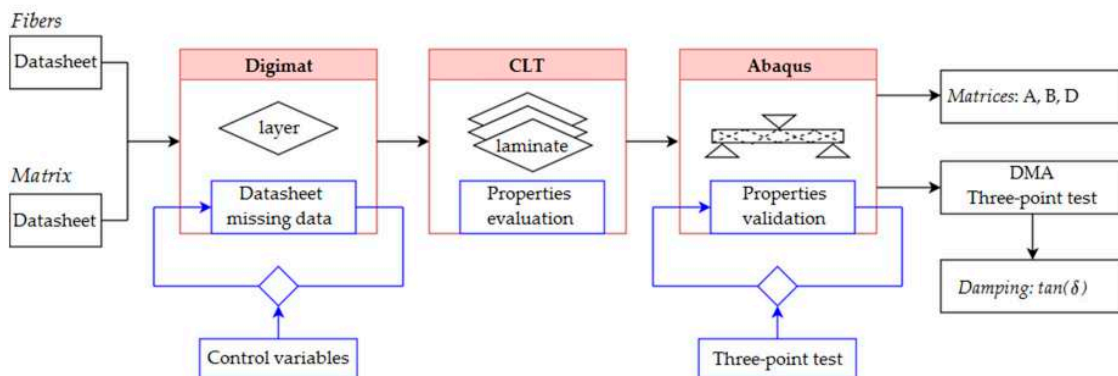 Fibers
Datasheet
Matrix
Datasheet
Digimat
layer
Datasheet
missing data
Control variables
CLT
laminate
Properties
evaluation
Abaqus
Properties
validation
Three-point test
Matrices: A, B, D
DMA
Three-point test
Damping: tan(δ)